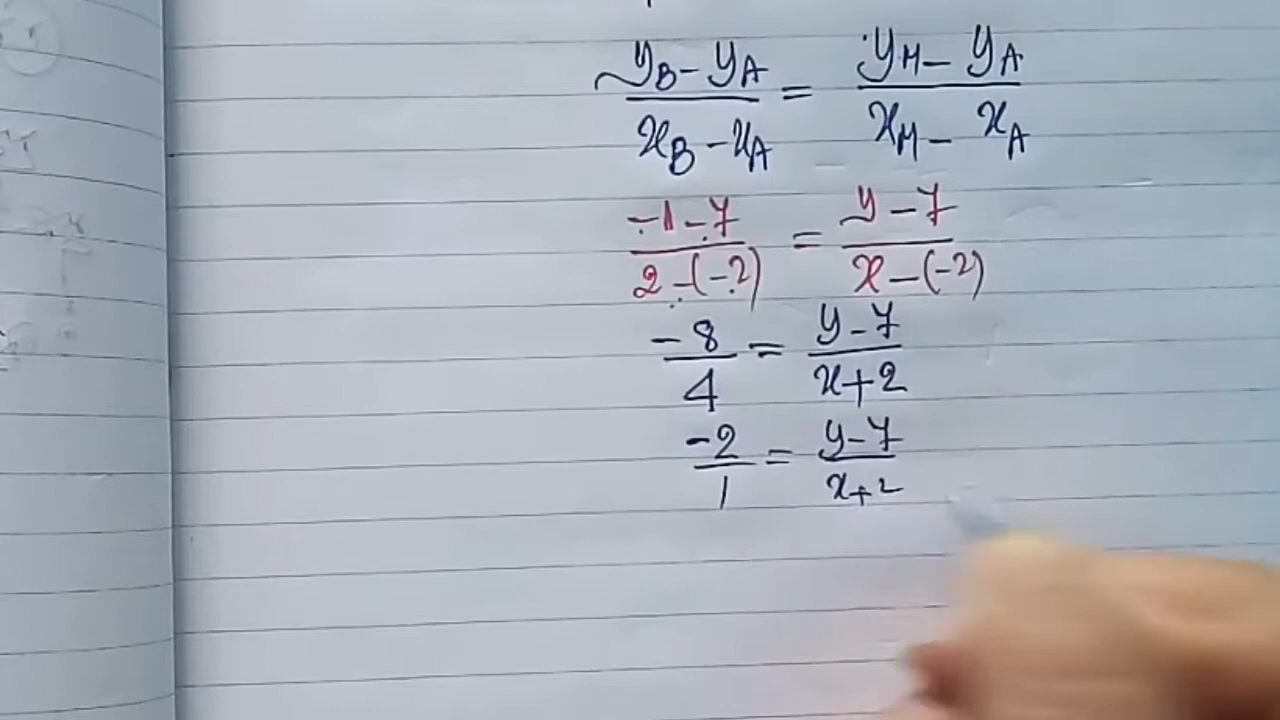 y_B - y_A / x_B - x_A = y_M - y_A / x_M - x_A
-1 - 7 / 2 - (-2) = y - 7 / x - (-2)
-8 / 4 = y - 7 / x + 2
-2 / 1 = y - 7 / x + 2